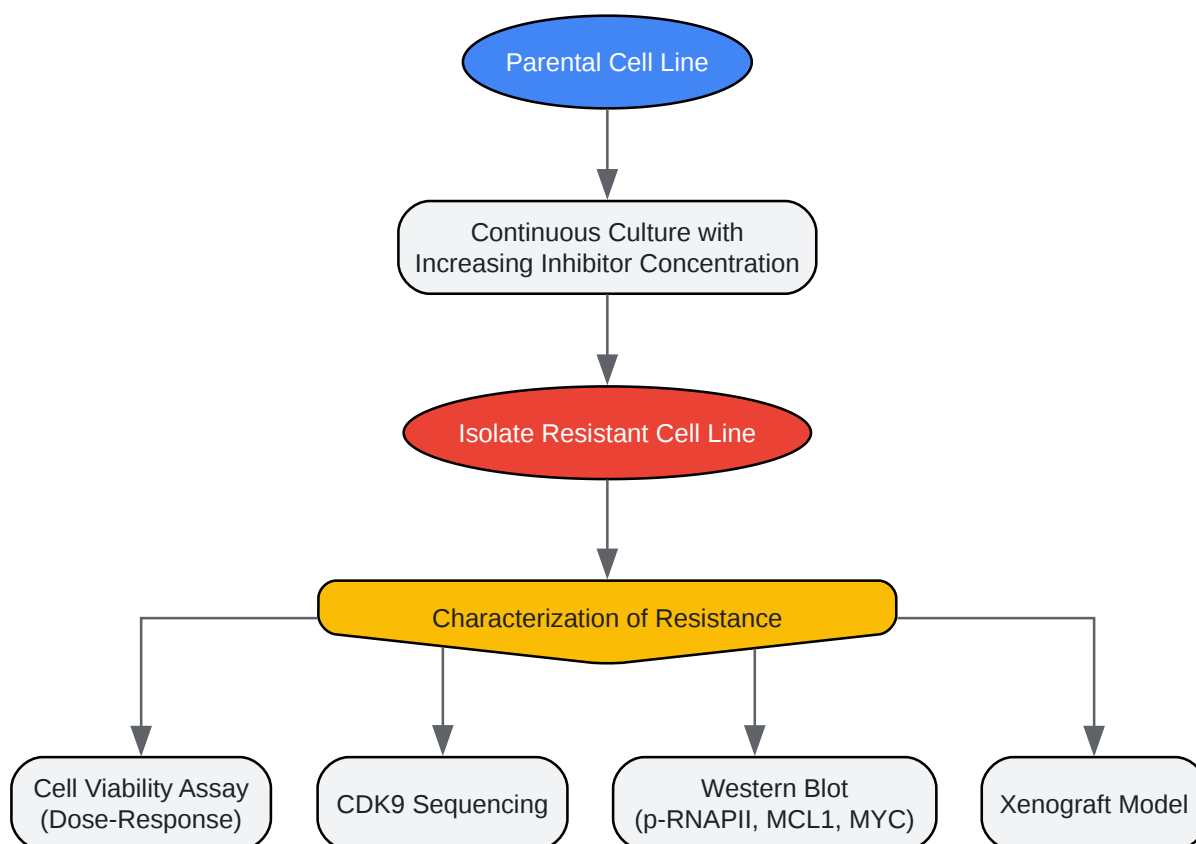 Parental Cell Line
Continuous Culture with
Increasing Inhibitor Concentration
Isolate Resistant Cell Line
Characterization of Resistance
Cell Viability Assay
(Dose-Response)
CDK9 Sequencing
Western Blot
(p-RNAPII, MCL1, MYC)
Xenograft Model